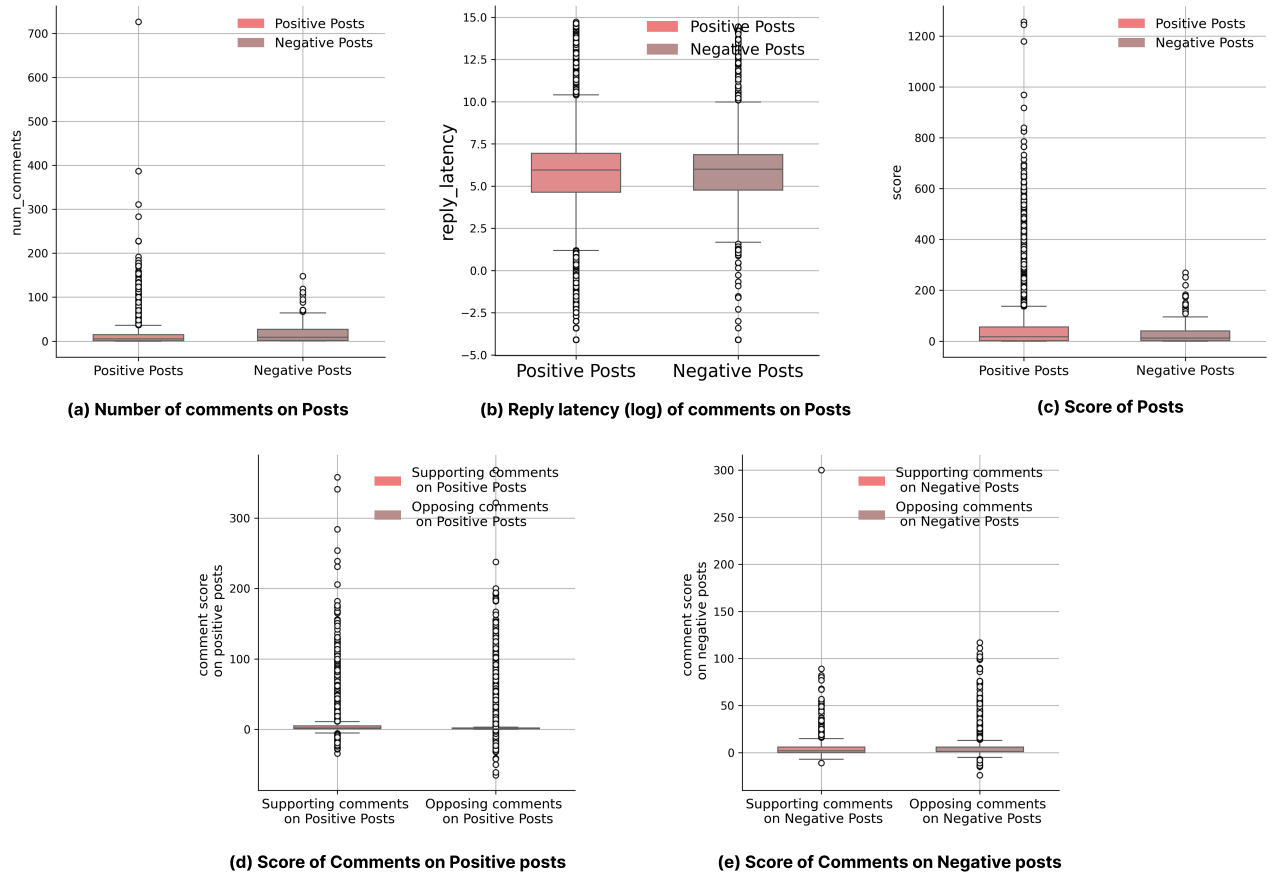 num_comments
700
600
500
400
300
200
100
0
Positive Posts
Negative Posts
Positive Posts
Negative Posts
(a) Number of comments on Posts
reply_latency
15.0
12.5
10.0
7.5
5.0
2.5
0.0
−2.5
−5.0
Positive Posts
Negative Posts
Positive Posts
Negative Posts
(b) Reply latency (log) of comments on Posts
score
1200
1000
800
600
400
200
0
Positive Posts
Negative Posts
Positive Posts
Negative Posts
(c) Score of Posts
comment score
on positive posts
300
200
100
0
Supporting comments
on Positive Posts
Opposing comments
on Positive Posts
Supporting comments
on Positive Posts
Opposing comments
on Positive Posts
(d) Score of Comments on Positive posts
comment score
on negative posts
300
250
200
150
100
50
0
Supporting comments
on Negative Posts
Opposing comments
on Negative Posts
Supporting comments
on Negative Posts
Opposing comments
on Negative Posts
(e) Score of Comments on Negative posts